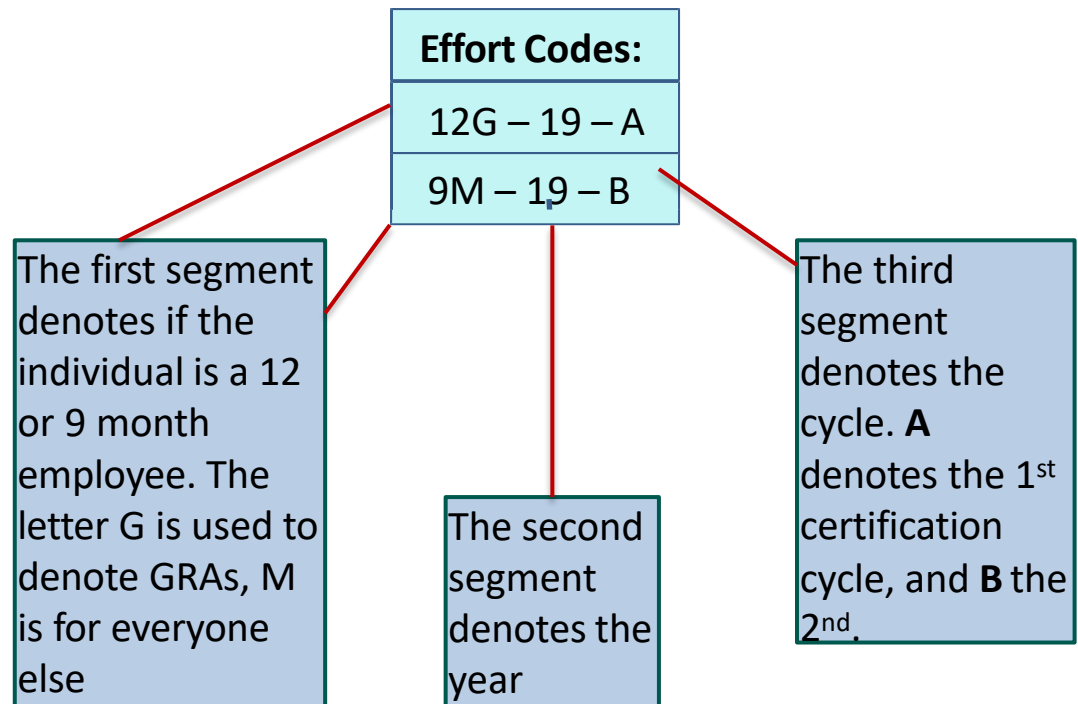 Effort Codes:
12G – 19 – A
9M – 19 – B
The first segment
denotes if the
individual is a 12
or 9 month
employee. The
letter G is used to
denote GRAs, M
is for everyone
else
The second
segment
denotes the
year
The third
segment
denotes the
cycle. A
denotes the 1st
certification
cycle, and B the
2nd.